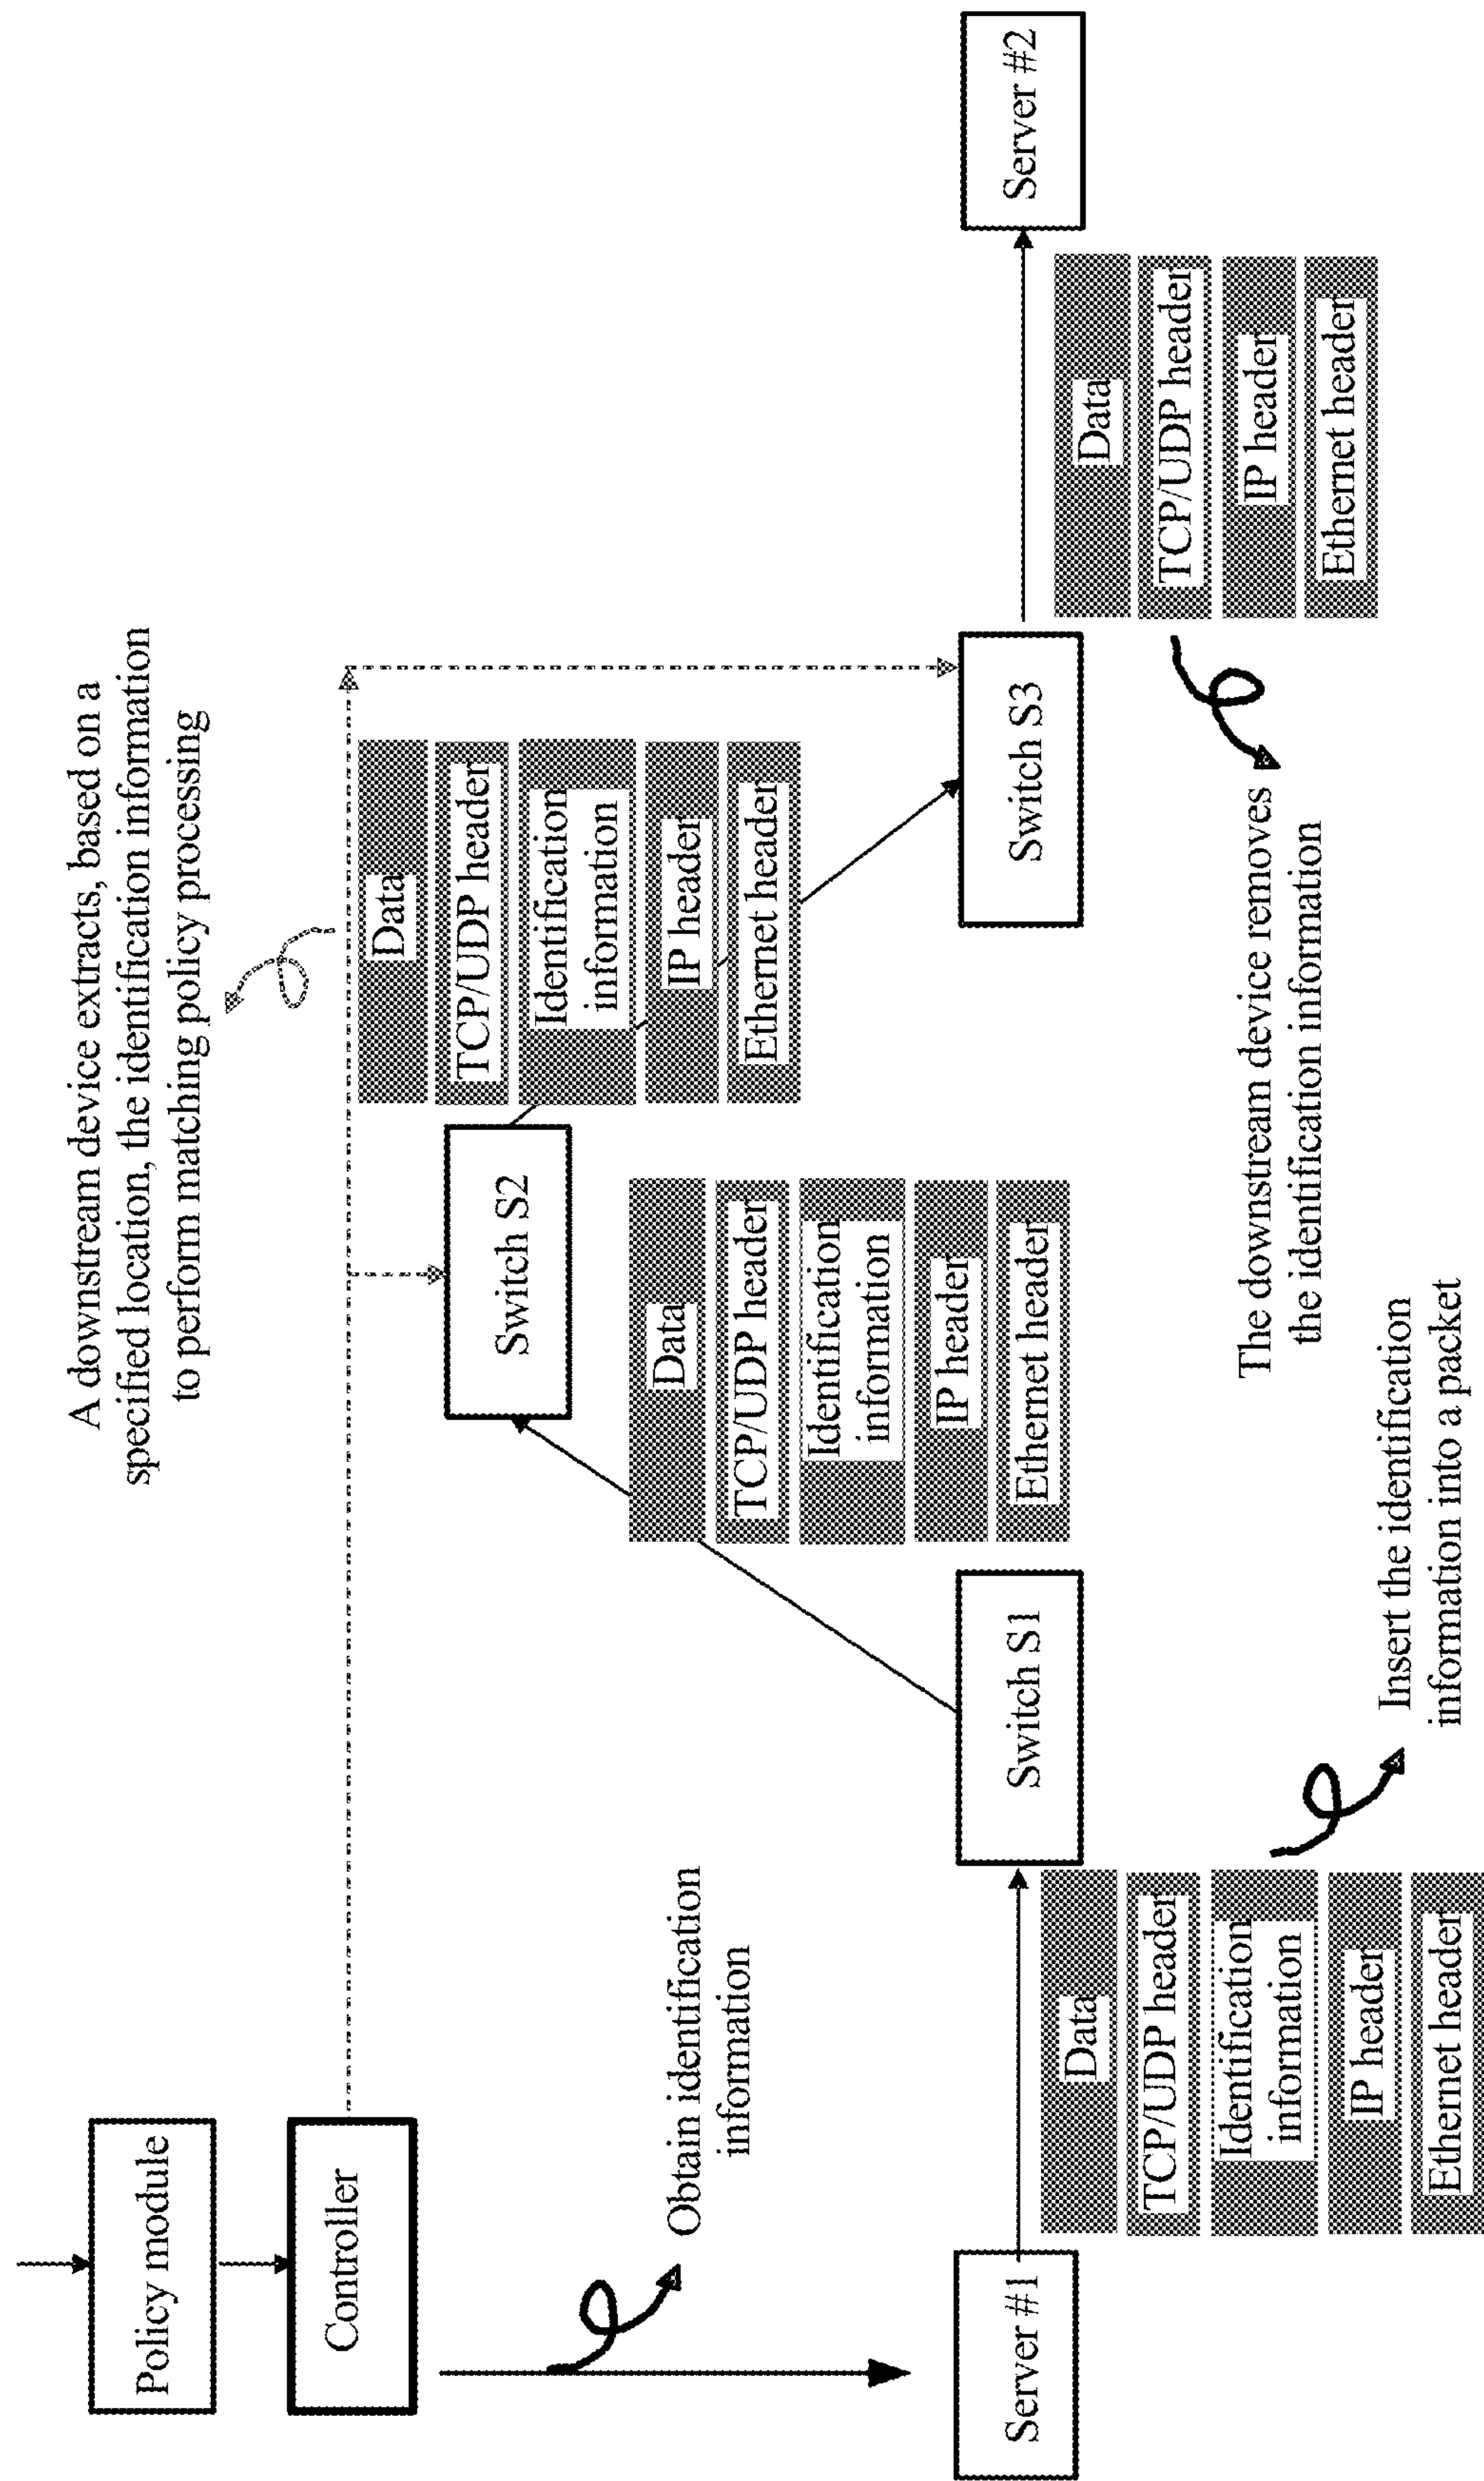 Policy module
Controller
Obtain identification
information
A downstream device extracts, based on a
specified location, the identification information
to perform matching policy processing
Server #1
Data
TCP/UDP header
Identification
information
IP header
Ethernet header
Insert the identification
information into a packet
Switch S1
Data
TCP/UDP header
Identification
information
IP header
Ethernet header
Switch S2
Data
TCP/UDP header
Identification
information
IP header
Ethernet header
Switch S3
The downstream device removes
the identification information
Data
TCP/UDP header
IP header
Ethernet header
Server #2